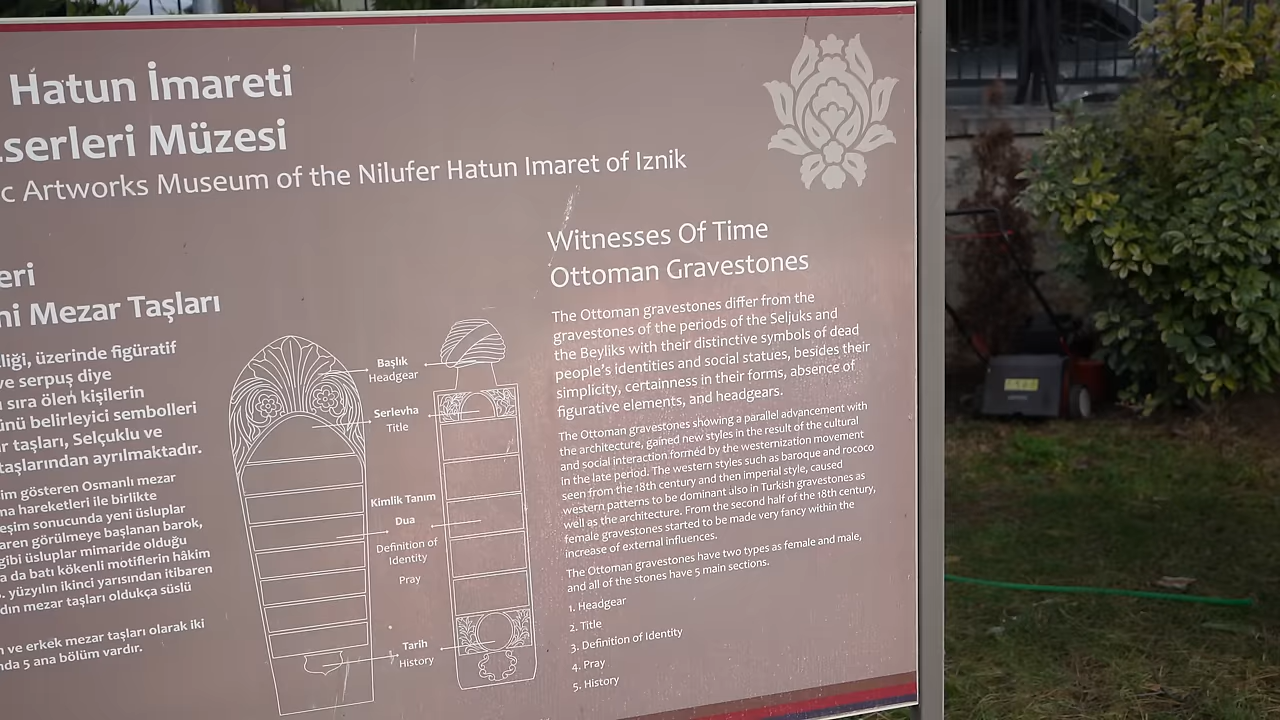 Hatun İmareti
serleri Müzesi
c Artworks Museum of the Nilufer Hatun Imaret of Iznik
eri
ni Mezar Taşları
liği, üzerinde figüratif
ve serpuş diye
sıra ölen kişilerin
ünü belirleyici sembolleri
r taşları, Selçuklu ve
taşlarından ayrılmaktadır.
im gösteren Osmanlı mezar
ma hareketleri ile birlikte
eşim sonucunda yeni üsluplar
aren görülmeye başlanan barok,
gibi üsluplar mimaride olduğu
a da batı kökenli motiflerin hâkim
. yüzyılın ikinci yarısından itibaren
dın mezar taşları oldukça süslü
n ve erkek mezar taşları olarak iki
nda 5 ana bölüm vardır.
Başlık
Headgear
Serlevha
Title
Kimlik Tanım
Dua
Definition of
Identity
Pray
Tarih
History
Witnesses Of Time
Ottoman Gravestones
The Ottoman gravestones differ from the
gravestones of the periods of the Seljuks and
the Beyliks with their distinctive symbols of dead
people's identities and social statues, besides their
simplicity, certainness in their forms, absence of
figurative elements, and headgears.
The Ottoman gravestones showing a parallel advancement with
the architecture, gained new styles in the result of the cultural
and social interaction formed by the westernization movement
in the late period. The western styles such as baroque and rococo
seen from the 18th century and then imperial style, caused
western patterns to be dominant also in Turkish gravestones as
well as the architecture. From the second half of the 18th century,
female gravestones started to be made very fancy within the
increase of external influences.
The Ottoman gravestones have two types as female and male,
and all of the stones have 5 main sections.
1. Headgear
2. Title
3. Definition of Identity
4. Pray
5. History